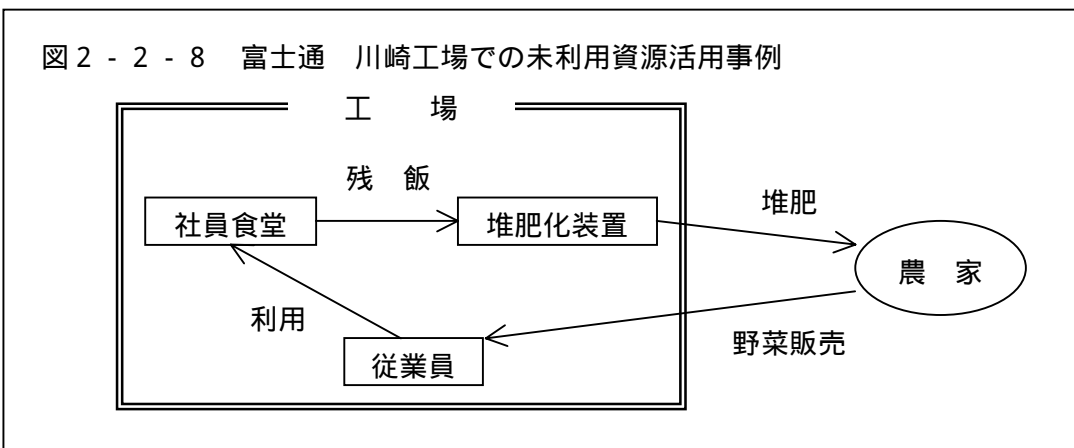 図2-2-8 富士通 川崎工場での未利用資源活用事例
工 場
残 飯
社員食堂
堆肥化装置
堆肥
農 家
利用
野菜販売
従業員